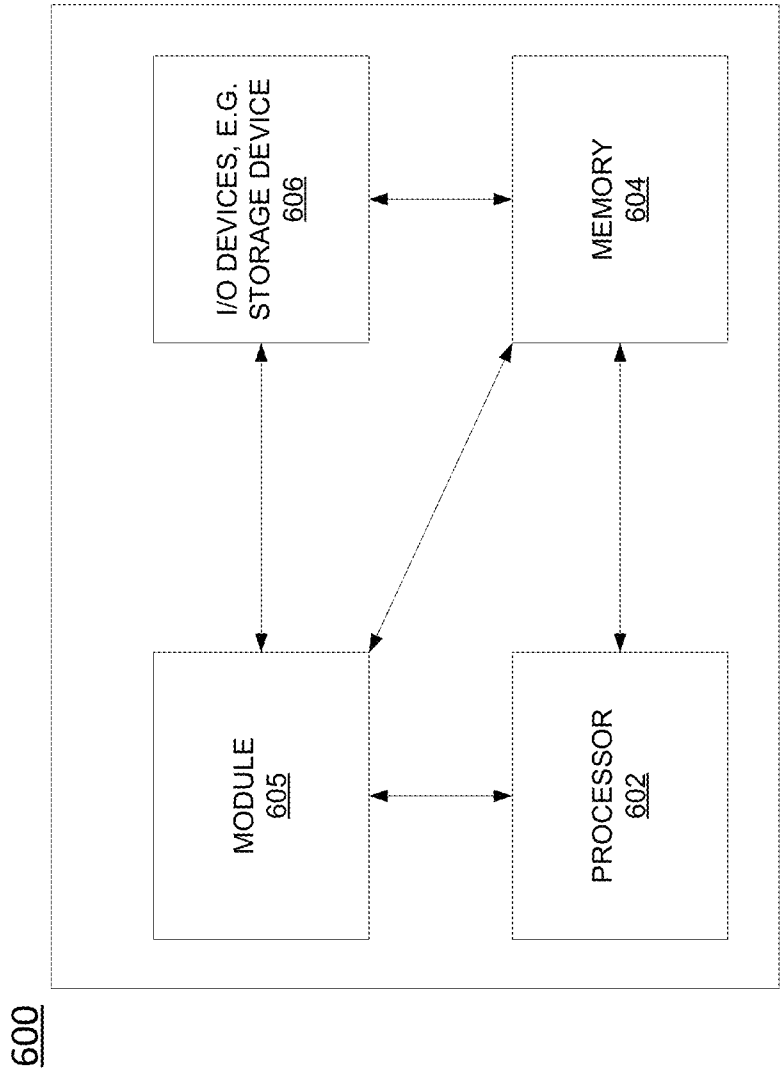 600
MODULE
605
I/O DEVICES, E.G.
STORAGE DEVICE
606
PROCESSOR
602
MEMORY
604